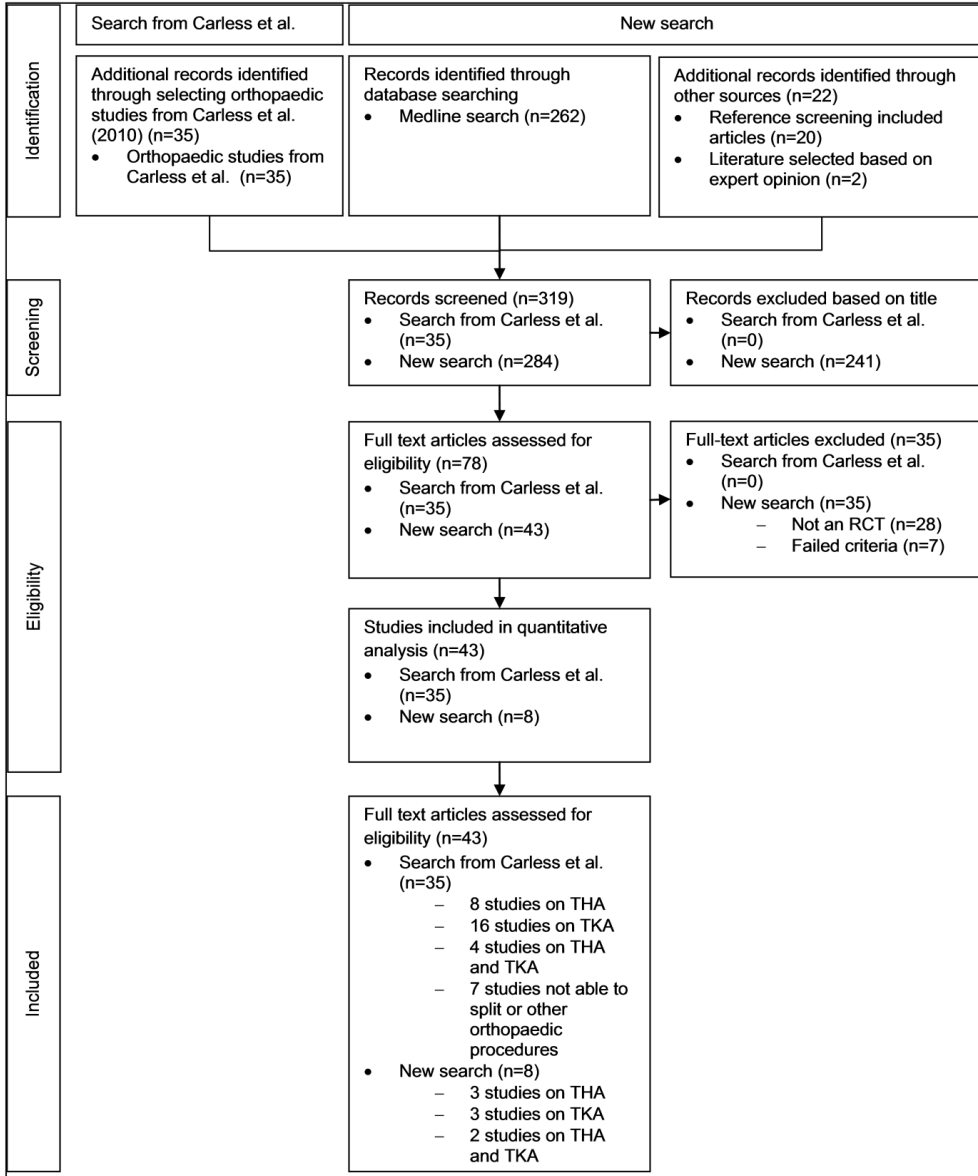 Search from Carless et al.
New search
Identification
Additional records identified
through selecting orthopaedic
studies from Carless et al.
(2010) (n=35)
• Orthopaedic studies from
Carless et al. (n=35)
Records identified through
database searching
• Medline search (n=262)
Additional records identified through
other sources (n=22)
• Reference screening included
articles (n=20)
• Literature selected based on
expert opinion (n=2)
Screening
Records screened (n=319)
• Search from Carless et al.
(n=35)
• New search (n=284)
Records excluded based on title
• Search from Carless et al.
(n=0)
• New search (n=241)
Eligibility
Full text articles assessed for
eligibility (n=78)
• Search from Carless et al.
(n=35)
• New search (n=43)
Full-text articles excluded (n=35)
• Search from Carless et al.
(n=0)
• New search (n=35)
– Not an RCT (n=28)
– Failed criteria (n=7)
Studies included in quantitative
analysis (n=43)
• Search from Carless et al.
(n=35)
• New search (n=8)
Included
Full text articles assessed for
eligibility (n=43)
• Search from Carless et al.
(n=35)
– 8 studies on THA
– 16 studies on TKA
– 4 studies on THA
and TKA
– 7 studies not able to
split or other
orthopaedic
procedures
• New search (n=8)
– 3 studies on THA
– 3 studies on TKA
– 2 studies on THA
and TKA